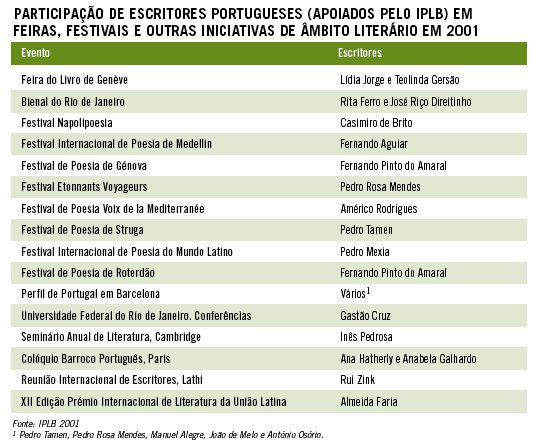 PARTICIPAÇÃO DE ESCRITORES PORTUGUESES (APOIADOS PELO IPLB) EM
FEIRAS, FESTIVAIS E OUTRAS INICIATIVAS DE ÂMBITO LITERÁRIO EM 2001
Evento Escritores
Feira do Livro de Genève Lídia Jorge e Teolinda Gersão
Bienal do Rio de Janeiro Rita Ferro e José Riço Direitinho
Festival Napolipoesia Casimiro de Brito
Festival Internacional de Poesia de Medellin Fernando Aguiar
Festival de Poesia de Génova Fernando Pinto do Amaral
Festival Etonnants Voyageurs Pedro Rosa Mendes
Festival de Poesia Voix de la Mediterranée Américo Rodrigues
Festival de Poesia de Struga Pedro Tamen
Festival Internacional de Poesia do Mundo Latino Pedro Mexia
Festival de Poesia de Roterdão Fernando Pinto do Amaral
Perfil de Portugal em Barcelona Vários1
Universidade Federal do Rio de Janeiro. Conferências Gastão Cruz
Seminário Anual de Literatura, Cambridge Inês Pedrosa
Colóquio Barroco Português, Paris Ana Hatherly e Anabela Galhardo
Reunião Internacional de Escritores, Lathi Rui Zink
XII Edição Prémio Internacional de Literatura da União Latina Almeida Faria
Fonte: IPLB 2001
1 Pedro Tamen, Pedro Rosa Mendes, Manuel Alegre, João de Melo e António Osório.